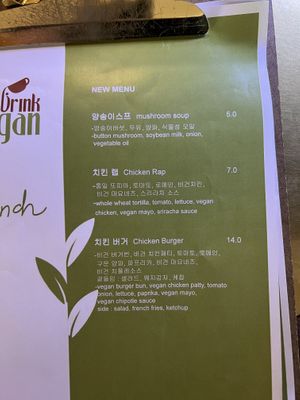 Grink
gan
nch
NEW MENU
양송이스프 mushroom soup 5.0
-양송이버섯, 두유, 양파, 식물성 오일
-button mushroom, soybean milk, onion,
vegetable oil
치킨 랩 Chicken Rap 7.0
-통밀 또띠아, 토마토, 로메인, 비건치킨,
비건 마요네즈, 스리라차 소스
-whole wheat tortilla, tomato, lettuce, vegan
chicken, vegan mayo, sriracha sauce
치킨 버거 Chicken Burger 14.0
-비건 버거번, 비건 치킨패티, 토마토, 로메인,
구운 양파, 파프리카, 비건 마요네즈,
비건 치폴레소스
곁들임 : 샐러드, 웨지감자, 케찹
-vegan burger bun, vegan chicken patty, tomato
onion, lettuce, paprika, vegan mayo,
vegan chipotle sauce
side : salad, french fries, ketchup